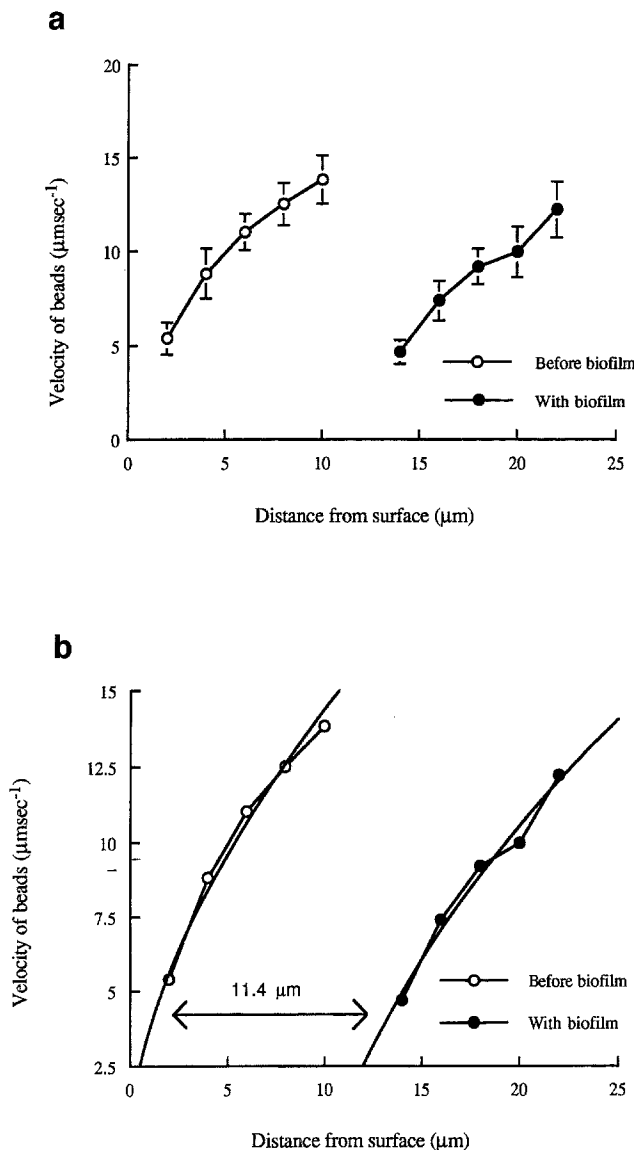 a
20
15
10
5
0
Velocity of beads (μmsec⁻¹)
Before biofilm
With biofilm
0 5 10 15 20 25
Distance from surface (μm)
b
15
12.5
10
7.5
5
2.5
Velocity of beads (μmsec⁻¹)
11.4 μm
Before biofilm
With biofilm
0 5 10 15 20 25
Distance from surface (μm)